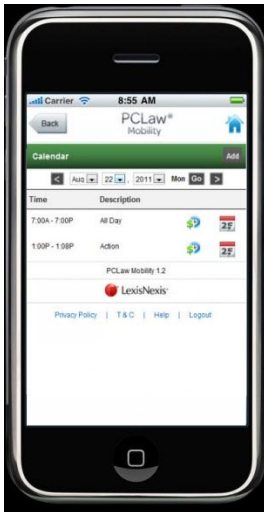 Carrier 8:55 AM
Back PCLaw®
Mobility
Calendar Add
< Aug 22 , 2011 Mon Go >
Time Description
7:00A - 7:00P All Day
1:00P - 1:08P Action
PCLaw Mobility 1.2
LexisNexis
Privacy Policy | T & C | Help | Logout